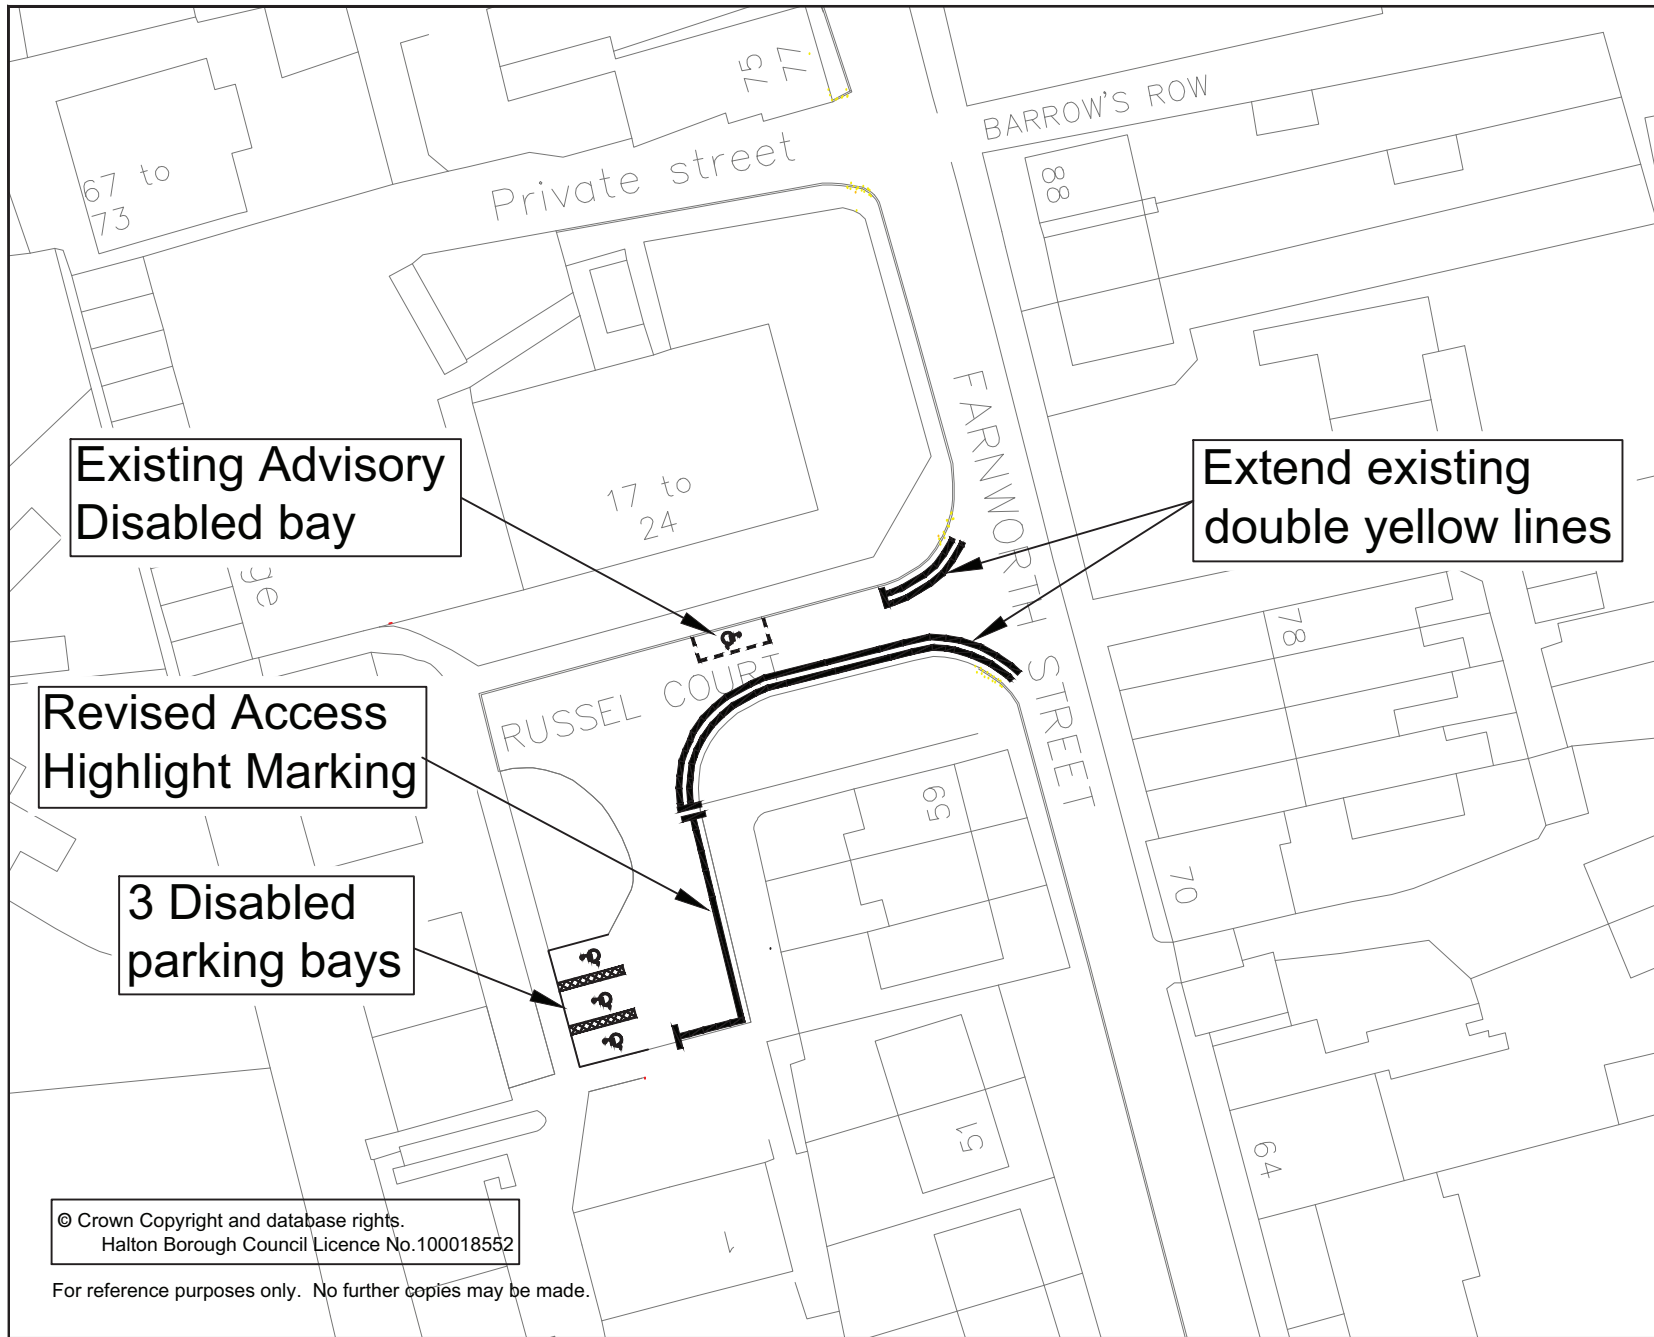 75
77
BARROW'S ROW
67 to
73
Private street
88
FARNWORTH STREET
Existing Advisory
Disabled bay
17 to
24
Extend existing
double yellow lines
ge
78
RUSSEL COURT
Revised Access
Highlight Marking
59
70
3 Disabled
parking bays
51
64
1
© Crown Copyright and database rights.
Halton Borough Council Licence No.100018552
For reference purposes only. No further copies may be made.